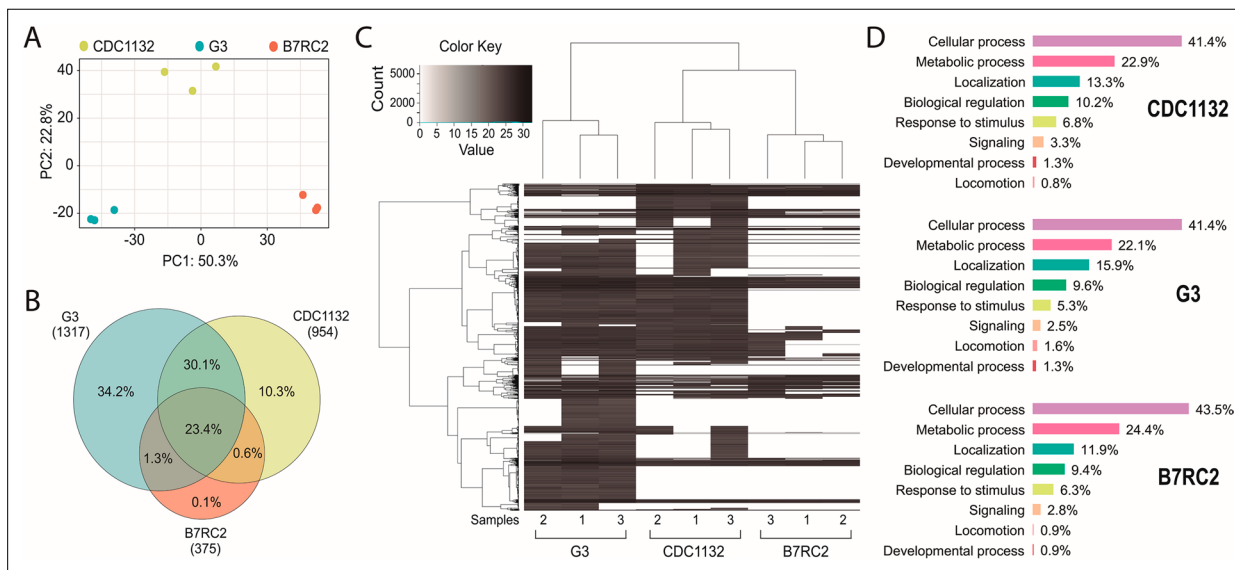 A
CDC1132
G3
B7RC2
40
20
0
-20
-30
0
30
PC2: 22.8%
PC1: 50.3%
B
G3
(1317)
CDC1132
(954)
30.1%
34.2%
10.3%
23.4%
1.3%
0.6%
0.1%
B7RC2
(375)
C
Color Key
Count
4000
2000
0
0 5 10 15 20 25 30
Value
Samples
2 1 3 2 1 3 3 1 2
G3
CDC1132
B7RC2
D
Cellular process 41.4%
Metabolic process 22.9%
Localization 13.3%
Biological regulation 10.2%
Response to stimulus 6.8%
Signaling 3.3%
Developmental process 1.3%
Locomotion 0.8%
CDC1132
Cellular process 41.4%
Metabolic process 22.1%
Localization 15.9%
Biological regulation 9.6%
Response to stimulus 5.3%
Signaling 2.5%
Locomotion 1.6%
Developmental process 1.3%
G3
Cellular process 43.5%
Metabolic process 24.4%
Localization 11.9%
Biological regulation 9.4%
Response to stimulus 6.3%
Signaling 2.8%
Locomotion 0.9%
Developmental process 0.9%
B7RC2